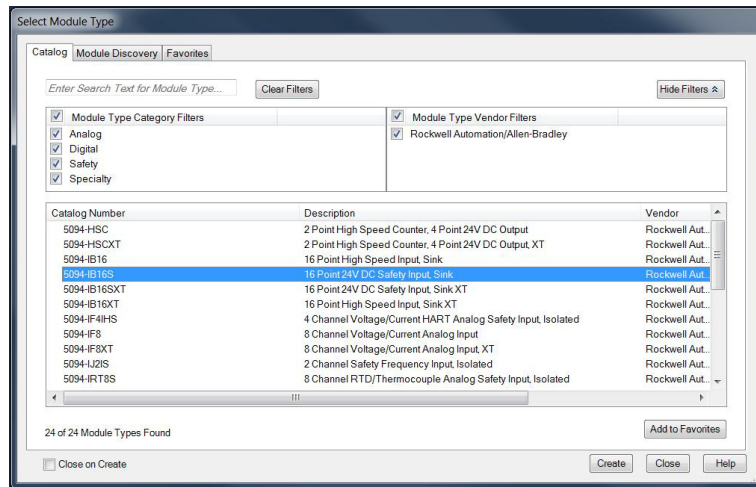 Select Module Type
Catalog Module Discovery Favorites
Enter Search Text for Module Type... Clear Filters Hide Filters
Module Type Category Filters Module Type Vendor Filters
Analog Rockwell Automation/Allen-Bradley
Digital
Safety
Specialty
Catalog Number Description Vendor
5094-HSC 2 Point High Speed Counter, 4 Point 24V DC Output Rockwell Aut...
5094-HSCXT 2 Point High Speed Counter, 4 Point 24V DC Output, XT Rockwell Aut...
5094-IB16 16 Point High Speed Input, Sink Rockwell Aut...
5094-IB16S 16 Point 24V DC Safety Input, Sink Rockwell Aut...
5094-IB16SXT 16 Point 24V DC Safety Input, Sink XT Rockwell Aut...
5094-IB16XT 16 Point High Speed Input, Sink XT Rockwell Aut...
5094-IF4IHS 4 Channel Voltage/Current HART Analog Safety Input, Isolated Rockwell Aut...
5094-IF8 8 Channel Voltage/Current Analog Input Rockwell Aut...
5094-IF8XT 8 Channel Voltage/Current Analog Input, XT Rockwell Aut...
5094-IJ2IS 2 Channel Safety Frequency Input, Isolated Rockwell Aut...
5094-IRT8S 8 Channel RTD/Thermocouple Analog Safety Input, Isolated Rockwell Aut...
24 of 24 Module Types Found Add to Favorites
Close on Create Create Close Help